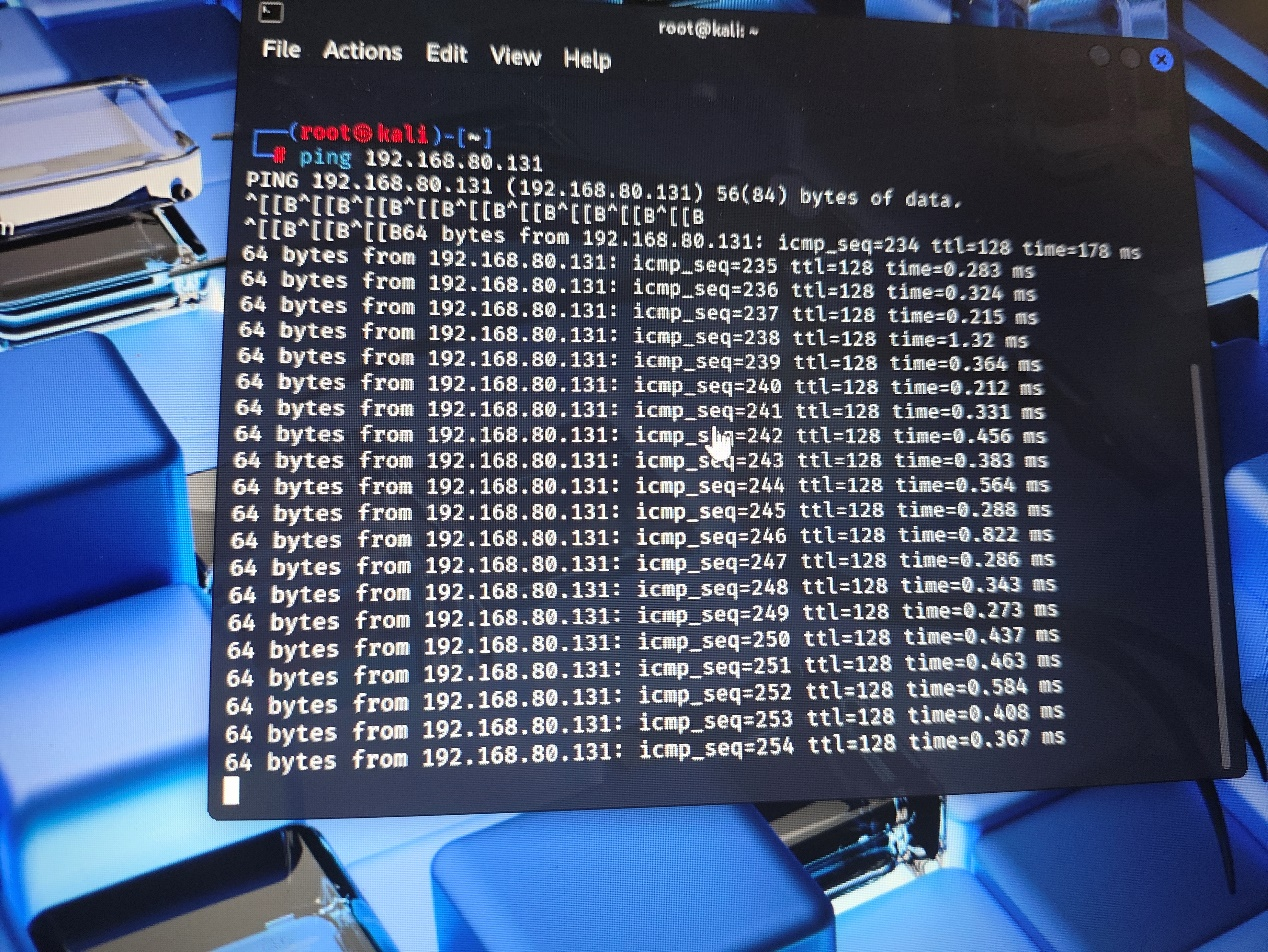 root@kali: ~
File Actions Edit View Help
┌──(root㉿kali)-[~]
└─# ping 192.168.80.131
PING 192.168.80.131 (192.168.80.131) 56(84) bytes of data.
^[[B^[[B^[[B^[[B^[[B^[[B^[[B^[[B^[[B
^[[B^[[B^[[B64 bytes from 192.168.80.131: icmp_seq=234 ttl=128 time=178 ms
64 bytes from 192.168.80.131: icmp_seq=235 ttl=128 time=0.283 ms
64 bytes from 192.168.80.131: icmp_seq=236 ttl=128 time=0.324 ms
64 bytes from 192.168.80.131: icmp_seq=237 ttl=128 time=0.215 ms
64 bytes from 192.168.80.131: icmp_seq=238 ttl=128 time=1.32 ms
64 bytes from 192.168.80.131: icmp_seq=239 ttl=128 time=0.364 ms
64 bytes from 192.168.80.131: icmp_seq=240 ttl=128 time=0.212 ms
64 bytes from 192.168.80.131: icmp_seq=241 ttl=128 time=0.331 ms
64 bytes from 192.168.80.131: icmp_seq=242 ttl=128 time=0.456 ms
64 bytes from 192.168.80.131: icmp_seq=243 ttl=128 time=0.383 ms
64 bytes from 192.168.80.131: icmp_seq=244 ttl=128 time=0.564 ms
64 bytes from 192.168.80.131: icmp_seq=245 ttl=128 time=0.288 ms
64 bytes from 192.168.80.131: icmp_seq=246 ttl=128 time=0.822 ms
64 bytes from 192.168.80.131: icmp_seq=247 ttl=128 time=0.286 ms
64 bytes from 192.168.80.131: icmp_seq=248 ttl=128 time=0.343 ms
64 bytes from 192.168.80.131: icmp_seq=249 ttl=128 time=0.273 ms
64 bytes from 192.168.80.131: icmp_seq=250 ttl=128 time=0.437 ms
64 bytes from 192.168.80.131: icmp_seq=251 ttl=128 time=0.463 ms
64 bytes from 192.168.80.131: icmp_seq=252 ttl=128 time=0.584 ms
64 bytes from 192.168.80.131: icmp_seq=253 ttl=128 time=0.408 ms
64 bytes from 192.168.80.131: icmp_seq=254 ttl=128 time=0.367 ms